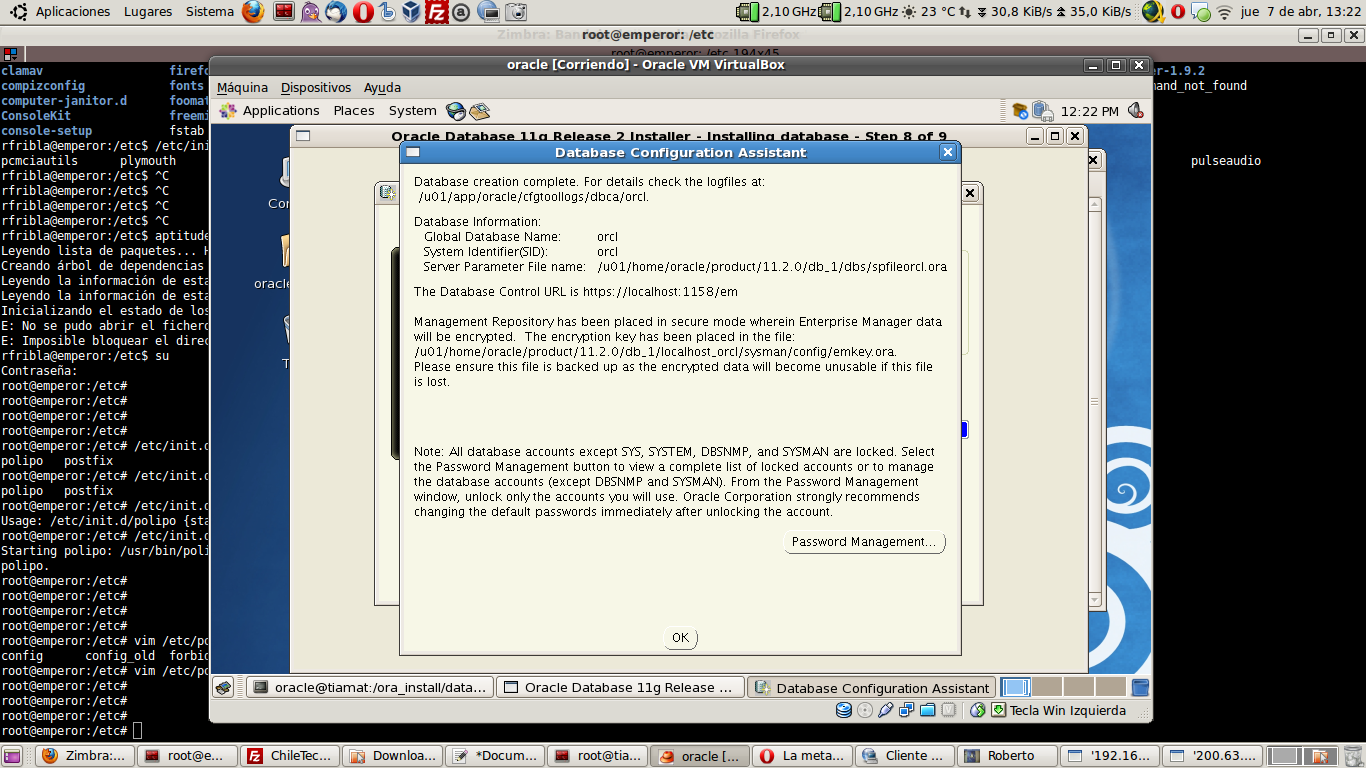 Aplicaciones Lugares Sistema 2,10 GHz 2,10 GHz 23 °C 30,8 KiB/s 35,0 KiB/s jue 7 de abr, 13:22
root@emperor: /etc
root@emperor: /etc 194x45
oracle [Corriendo] - Oracle VM VirtualBox
Máquina Dispositivos Ayuda
Applications Places System 12:22 PM
Oracle Database 11g Release 2 Installer - Installing database - Step 8 of 9
Database Configuration Assistant
Database creation complete. For details check the logfiles at:
/u01/app/oracle/cfgtoollogs/dbca/orcl.
Database Information:
Global Database Name: orcl
System Identifier(SID): orcl
Server Parameter File name: /u01/home/oracle/product/11.2.0/db_1/dbs/spfileorcl.ora
The Database Control URL is https://localhost:1158/em
Management Repository has been placed in secure mode wherein Enterprise Manager data
will be encrypted. The encryption key has been placed in the file:
/u01/home/oracle/product/11.2.0/db_1/localhost_orcl/sysman/config/emkey.ora.
Please ensure this file is backed up as the encrypted data will become unusable if this file
is lost.
Note: All database accounts except SYS, SYSTEM, DBSNMP, and SYSMAN are locked. Select
the Password Management button to view a complete list of locked accounts or to manage
the database accounts (except DBSNMP and SYSMAN). From the Password Management
window, unlock only the accounts you will use. Oracle Corporation strongly recommends
changing the default passwords immediately after unlocking the account.
Password Management...
OK
oracle@tiamat:/ora_install/data... Oracle Database 11g Release ... Database Configuration Assistant
Tecla Win Izquierda
clamav firefo
compizconfig fonts
computer-janitor.d foomat
ConsoleKit freemi
console-setup fstab
er-1.9.2
mand_not_found
rfribla@emperor:/etc$ /etc/ini
pcmciautils plymouth pulseaudio
rfribla@emperor:/etc$ ^C
rfribla@emperor:/etc$ ^C
rfribla@emperor:/etc$ ^C
rfribla@emperor:/etc$ ^C
rfribla@emperor:/etc$ aptitude
Leyendo lista de paquetes... H
Creando árbol de dependencias
Leyendo la información de esta
Leyendo la información de esta
Inicializando el estado de los
E: No se pudo abrir el fichero
E: Imposible bloquear el direc
rfribla@emperor:/etc$ su
Contraseña:
root@emperor:/etc#
root@emperor:/etc#
root@emperor:/etc#
root@emperor:/etc#
root@emperor:/etc# /etc/init.d
polipo postfix
root@emperor:/etc# /etc/init.d
polipo postfix
root@emperor:/etc# /etc/init.d
Usage: /etc/init.d/polipo {sta
root@emperor:/etc# /etc/init.d
Starting polipo: /usr/bin/poli
polipo.
root@emperor:/etc#
root@emperor:/etc#
root@emperor:/etc#
root@emperor:/etc#
root@emperor:/etc# vim /etc/po
config config_old forbid
root@emperor:/etc# vim /etc/po
root@emperor:/etc#
root@emperor:/etc#
root@emperor:/etc#
root@emperor:/etc#
Zimbra:... root@e... ChileTec... Downloa... *Docum... root@tia... oracle [... La meta... Cliente ... Roberto '192.16... '200.63....